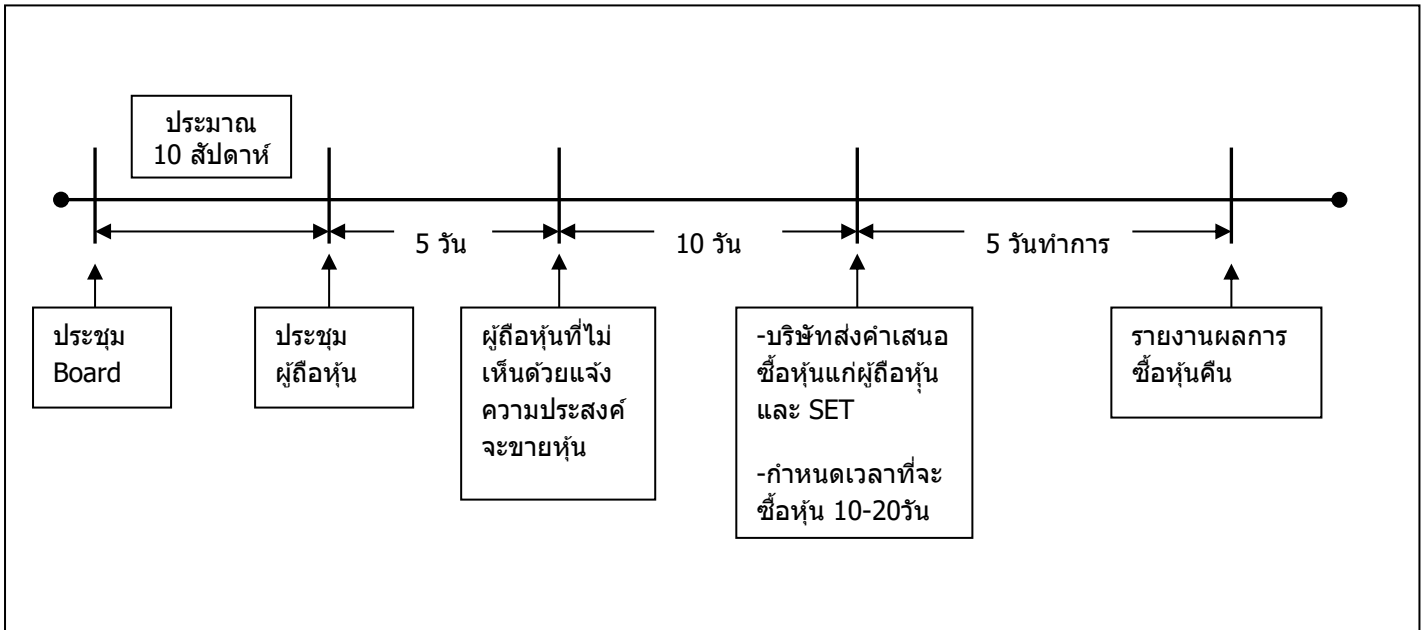 ประมาณ
10 สัปดาห์
5 วัน
10 วัน
5 วันทำการ
ประชุม
Board
ประชุม
ผู้ถือหุ้น
ผู้ถือหุ้นที่ไม่
เห็นด้วยแจ้ง
ความประสงค์
จะขายหุ้น
-บริษัทส่งคำเสนอ
ซื้อหุ้นแก่ผู้ถือหุ้น
และ SET
-กำหนดเวลาที่จะ
ซื้อหุ้น 10-20วัน
รายงานผลการ
ซื้อหุ้นคืน